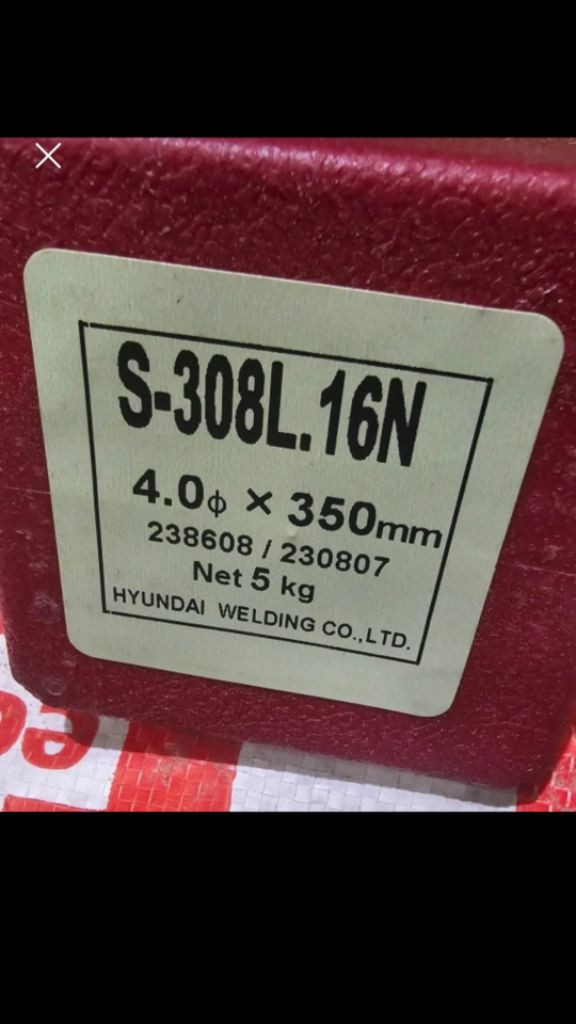 S-308L.16N
4.0ϕ × 350mm
238608 / 230807
Net 5 kg
HYUNDAI WELDING CO.,LTD.